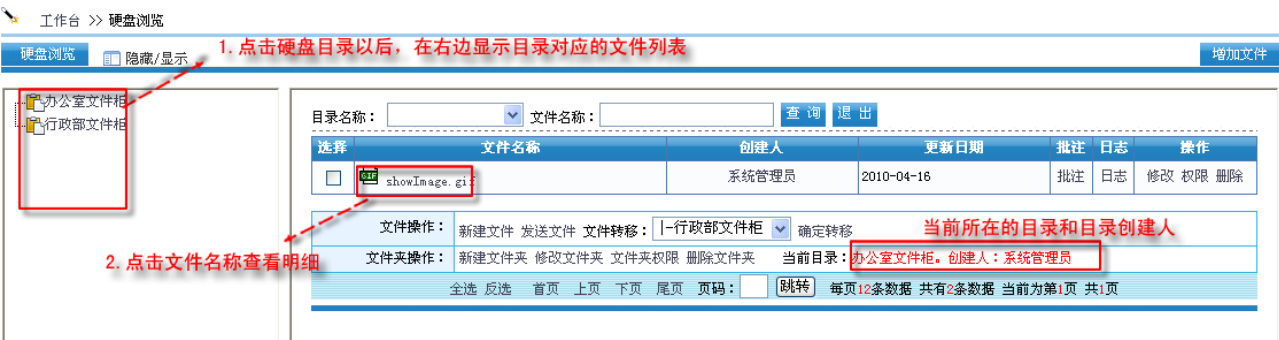 工作台 >> 硬盘浏览
硬盘浏览 隐藏/显示 1. 点击硬盘目录以后，在右边显示目录对应的文件列表 增加文件
办公室文件柜
行政部文件柜
目录名称： 文件名称： 查 询 退 出
选择 文件名称 创建人 更新日期 批注 日志 操作
GIF showImage.gif 系统管理员 2010-04-16 批注 日志 修改 权限 删除
文件操作： 新建文件 发送文件 文件转移： |-行政部文件柜 确定转移 当前所在的目录和目录创建人
2. 点击文件名称查看明细 文件夹操作： 新建文件夹 修改文件夹 文件夹权限 删除文件夹 当前目录：办公室文件柜。创建人：系统管理员
全选 反选 首页 上页 下页 尾页 页码： 跳转 每页12条数据 共有2条数据 当前为第1页 共1页